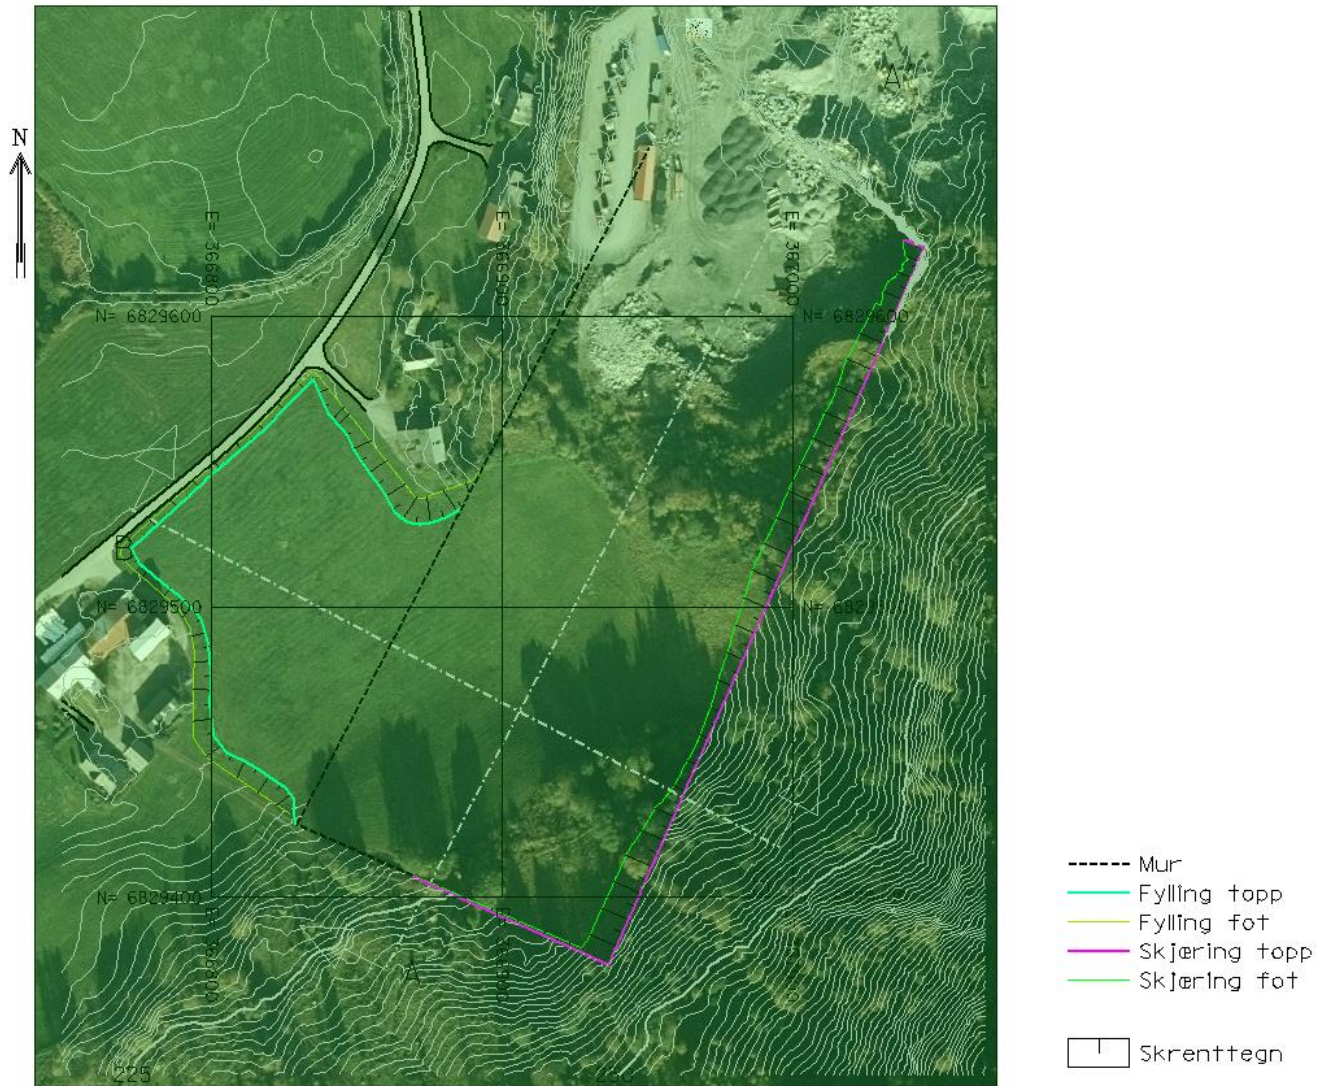 A'
N
E= 366800
E= 366900
E= 367000
N= 6829600
N= 6829600
B
N= 6829500
N= 6829400
A
225
Mur
Fylling topp
Fylling fot
Skjæring topp
Skjæring fot
Skrenttegn